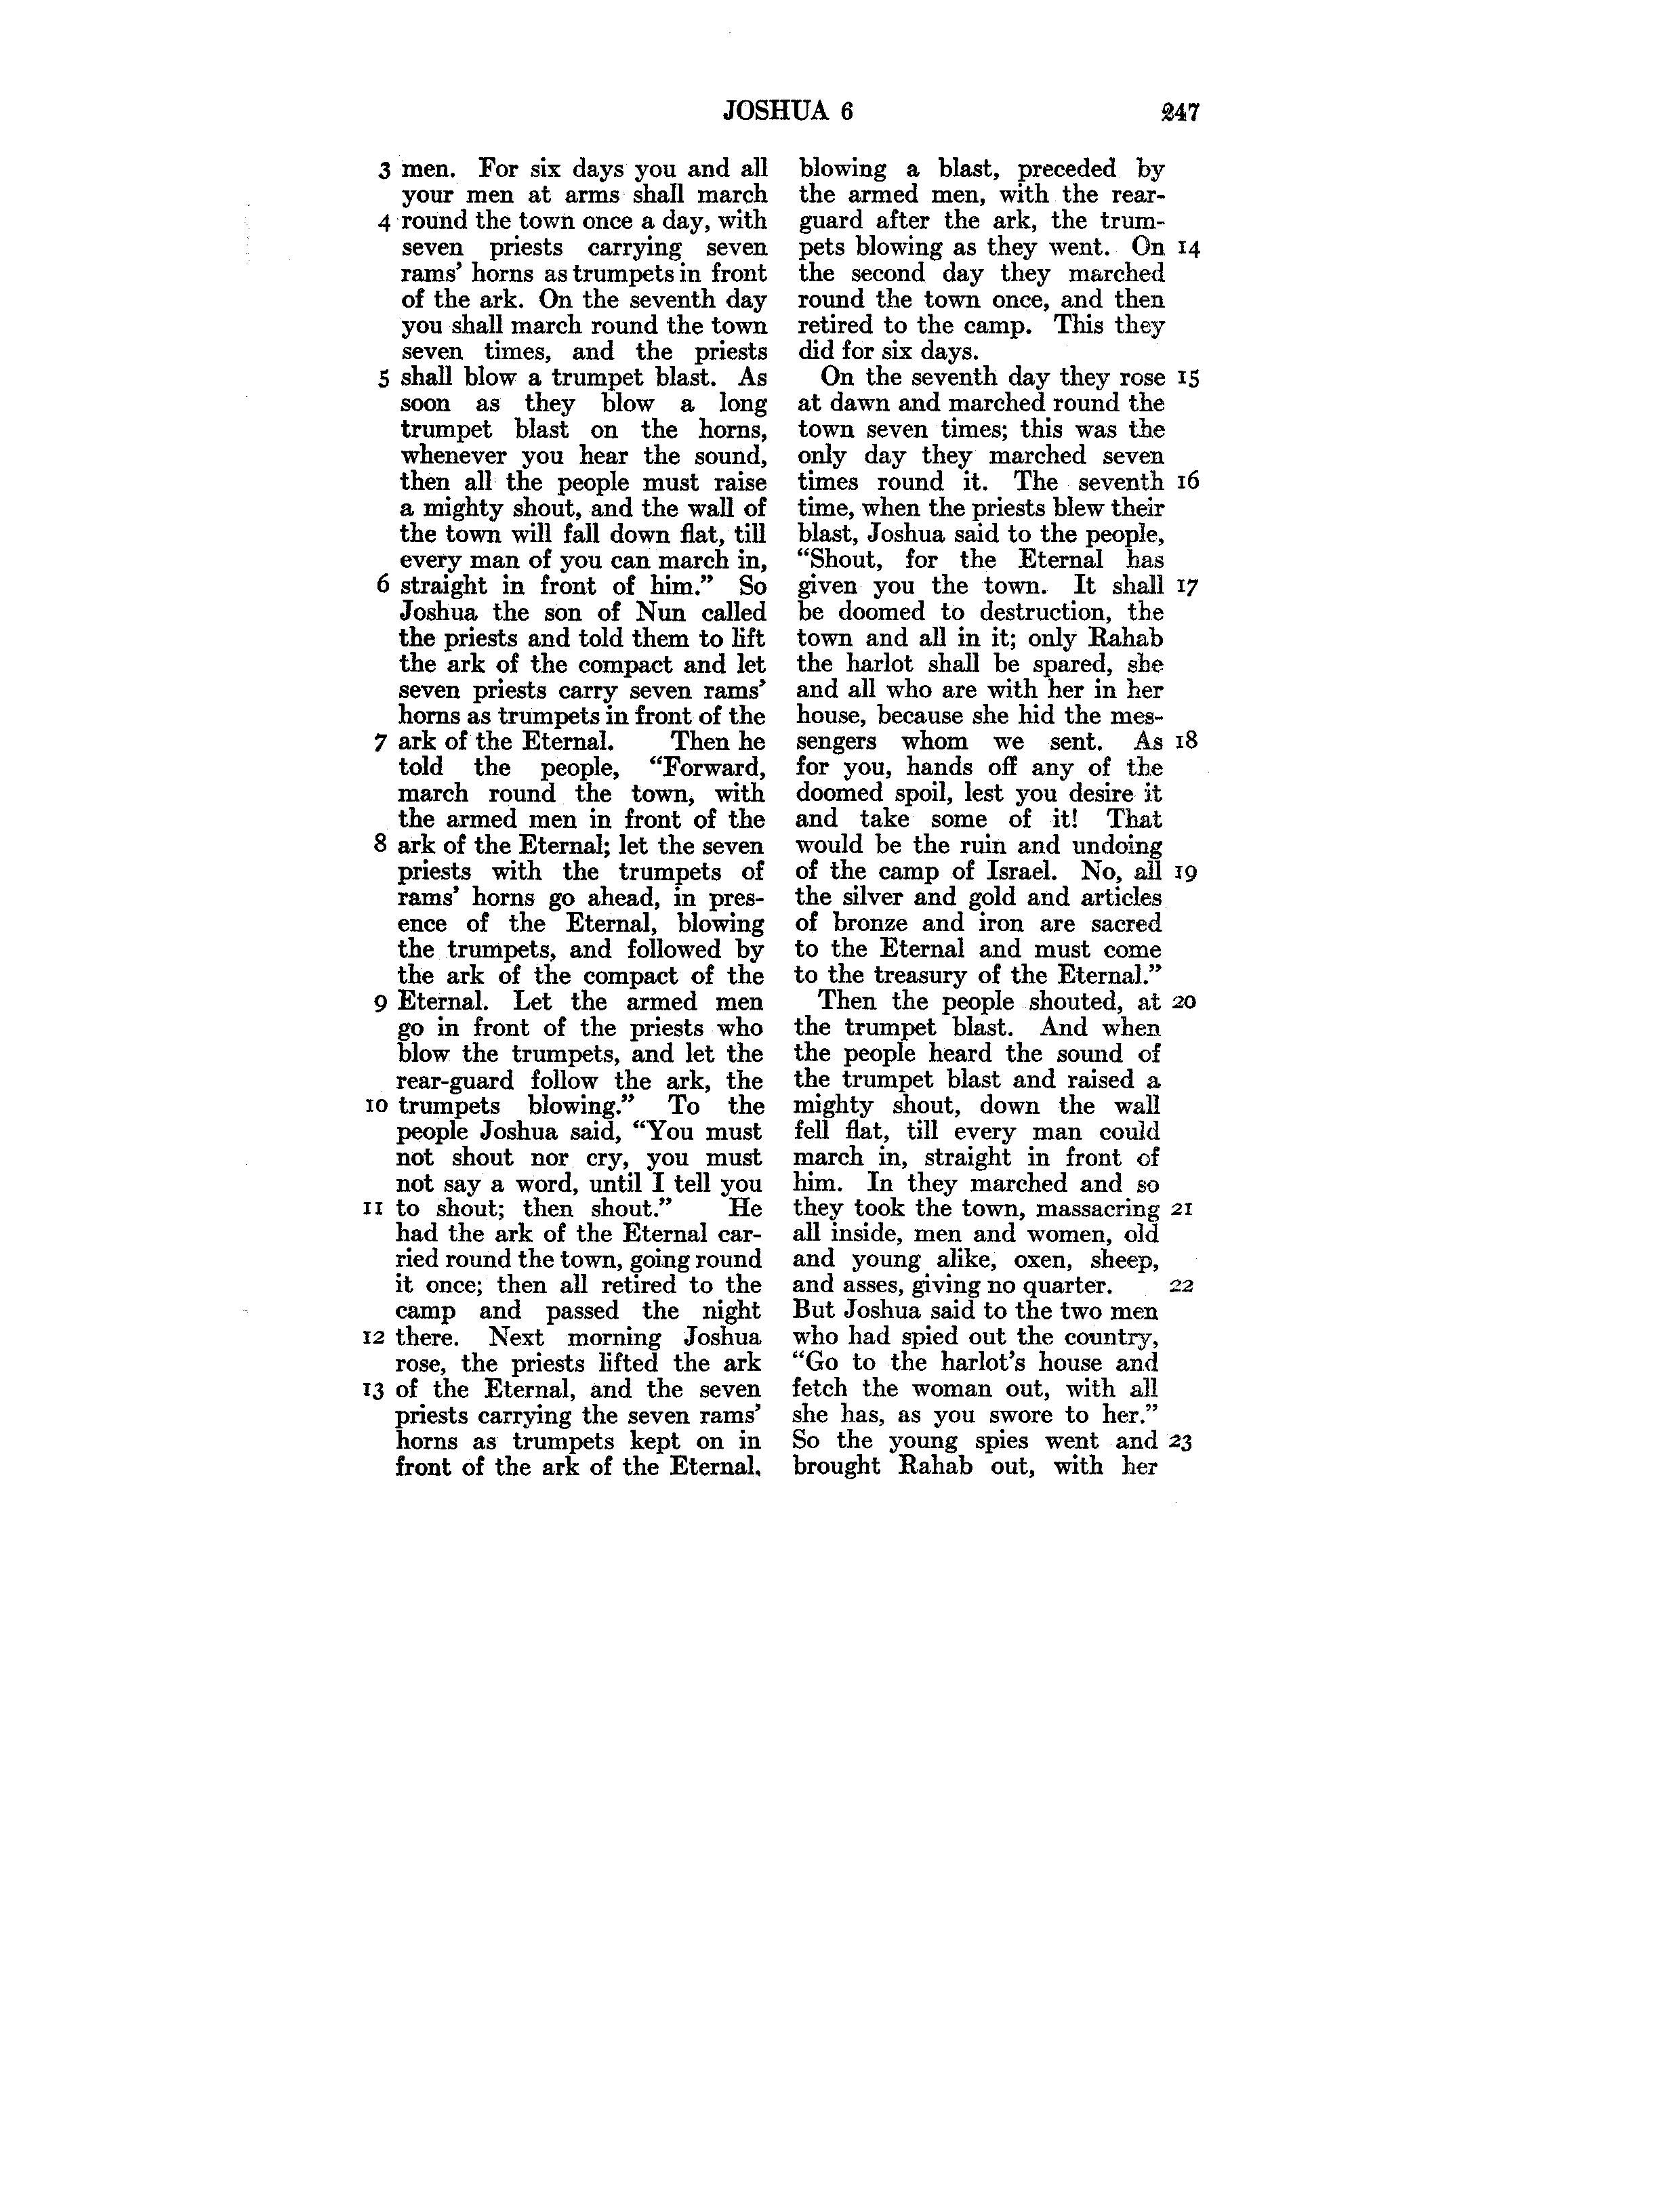 JOSHUA 6 247
3 men. For six days you and all
your men at arms shall march
4 round the town once a day, with
seven priests carrying seven
rams' horns as trumpets in front
of the ark. On the seventh day
you shall march round the town
seven times, and the priests
5 shall blow a trumpet blast. As
soon as they blow a long
trumpet blast on the horns,
whenever you hear the sound,
then all the people must raise
a mighty shout, and the wall of
the town will fall down flat, till
every man of you can march in,
6 straight in front of him.” So
Joshua the son of Nun called
the priests and told them to lift
the ark of the compact and let
seven priests carry seven rams'
horns as trumpets in front of the
7 ark of the Eternal. Then he
told the people, “Forward,
march round the town, with
the armed men in front of the
8 ark of the Eternal; let the seven
priests with the trumpets of
rams' horns go ahead, in pres-
ence of the Eternal, blowing
the trumpets, and followed by
the ark of the compact of the
9 Eternal. Let the armed men
go in front of the priests who
blow the trumpets, and let the
rear-guard follow the ark, the
10 trumpets blowing.” To the
people Joshua said, “You must
not shout nor cry, you must
not say a word, until I tell you
11 to shout; then shout.” He
had the ark of the Eternal car-
ried round the town, going round
it once; then all retired to the
camp and passed the night
12 there. Next morning Joshua
rose, the priests lifted the ark
13 of the Eternal, and the seven
priests carrying the seven rams'
horns as trumpets kept on in
front of the ark of the Eternal,
blowing a blast, preceded by
the armed men, with the rear-
guard after the ark, the trum-
pets blowing as they went. On 14
the second day they marched
round the town once, and then
retired to the camp. This they
did for six days.
On the seventh day they rose 15
at dawn and marched round the
town seven times; this was the
only day they marched seven
times round it. The seventh 16
time, when the priests blew their
blast, Joshua said to the people,
“Shout, for the Eternal has
given you the town. It shall 17
be doomed to destruction, the
town and all in it; only Rahab
the harlot shall be spared, she
and all who are with her in her
house, because she hid the mes-
sengers whom we sent. As 18
for you, hands off any of the
doomed spoil, lest you desire it
and take some of it! That
would be the ruin and undoing
of the camp of Israel. No, all 19
the silver and gold and articles
of bronze and iron are sacred
to the Eternal and must come
to the treasury of the Eternal.”
Then the people shouted, at 20
the trumpet blast. And when
the people heard the sound of
the trumpet blast and raised a
mighty shout, down the wall
fell flat, till every man could
march in, straight in front of
him. In they marched and so
they took the town, massacring 21
all inside, men and women, old
and young alike, oxen, sheep,
and asses, giving no quarter. 22
But Joshua said to the two men
who had spied out the country,
“Go to the harlot's house and
fetch the woman out, with all
she has, as you swore to her.”
So the young spies went and 23
brought Rahab out, with her